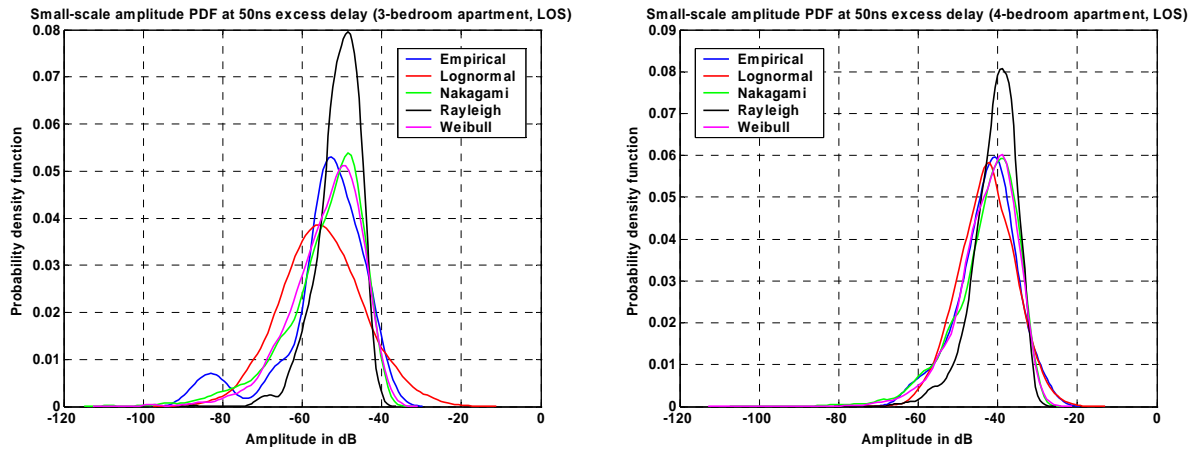 Small-scale amplitude PDF at 50ns excess delay (3-bedroom apartment, LOS)
0.08
0.07
0.06
0.05
0.04
0.03
0.02
0.01
0
Probability density function
Empirical
Lognormal
Nakagami
Rayleigh
Weibull
-120 -100 -80 -60 -40 -20 0
Amplitude in dB
Small-scale amplitude PDF at 50ns excess delay (4-bedroom apartment, LOS)
0.09
0.08
0.07
0.06
0.05
0.04
0.03
0.02
0.01
0
Probability density function
Empirical
Lognormal
Nakagami
Rayleigh
Weibull
-120 -100 -80 -60 -40 -20 0
Amplitude in dB